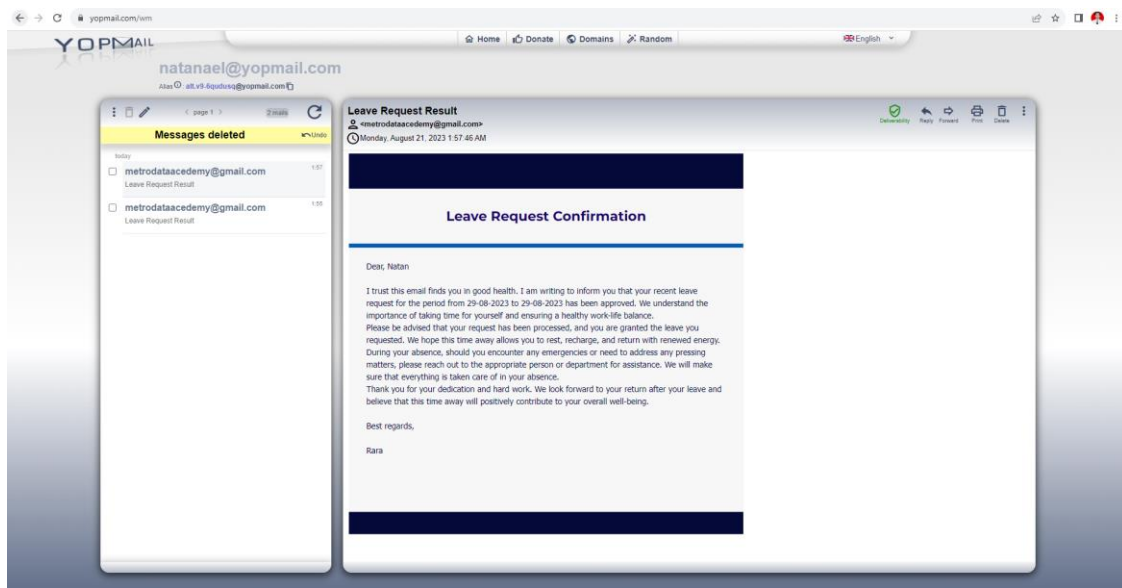 yopmail.com/wm
YOPMAIL
Home Donate Domains Random
English
natanael@yopmail.com
Alias
page 1
2 mails
Messages deleted
Undo
today
metrodataacedemy@gmail.com
1:57
Leave Request Result
metrodataacedemy@gmail.com
Leave Request Result
Leave Request Result
<metrodataacedemy@gmail.com>
Monday, August 21, 2023 1:57:46 AM
Deliverability Reply Forward Print Delete
Leave Request Confirmation
Dear, Natan
I trust this email finds you in good health. I am writing to inform you that your recent leave
request for the period from 29-08-2023 to 29-08-2023 has been approved. We understand the
importance of taking time for yourself and ensuring a healthy work-life balance.
Please be advised that your request has been processed, and you are granted the leave you
requested. We hope this time away allows you to rest, recharge, and return with renewed energy.
During your absence, should you encounter any emergencies or need to address any pressing
matters, please reach out to the appropriate person or department for assistance. We will make
sure that everything is taken care of in your absence.
Thank you for your dedication and hard work. We look forward to your return after your leave and
believe that this time away will positively contribute to your overall well-being.
Best regards,
Rara